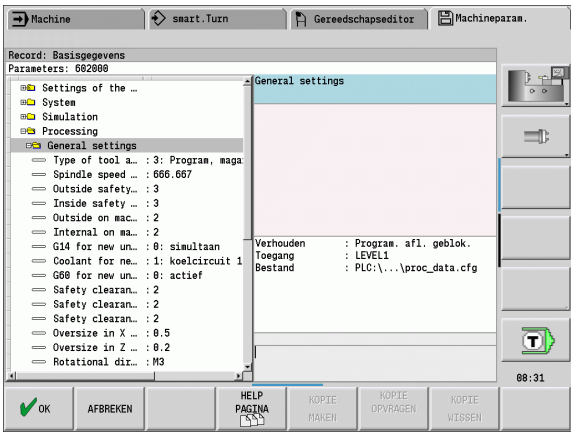 Machine
smart.Turn
Gereedschapseditor
Machineparam.
Record: Basisgegevens
Parameters: 602000
Settings of the …
System
Simulation
Processing
General settings
Type of tool a… : 3: Program, maga
Spindle speed … : 666.667
Outside safety… : 3
Inside safety … : 3
Outside on mac… : 2
Internal on ma… : 2
G14 for new un… : 0: simultaan
Coolant for ne… : 1: koelcircuit 1
G60 for new un… : 0: actief
Safety clearan… : 2
Safety clearan… : 2
Safety clearan… : 2
Oversize in X … : 0.5
Oversize in Z … : 0.2
Rotational dir… : M3
General settings
Verhouden : Program. afl. geblok.
Toegang : LEVEL1
Bestand : PLC:\...\proc_data.cfg
T
08:31
OK
AFBREKEN
HELP
PAGINA
KOPIE
MAKEN
KOPIE
OPVRAGEN
KOPIE
WISSEN